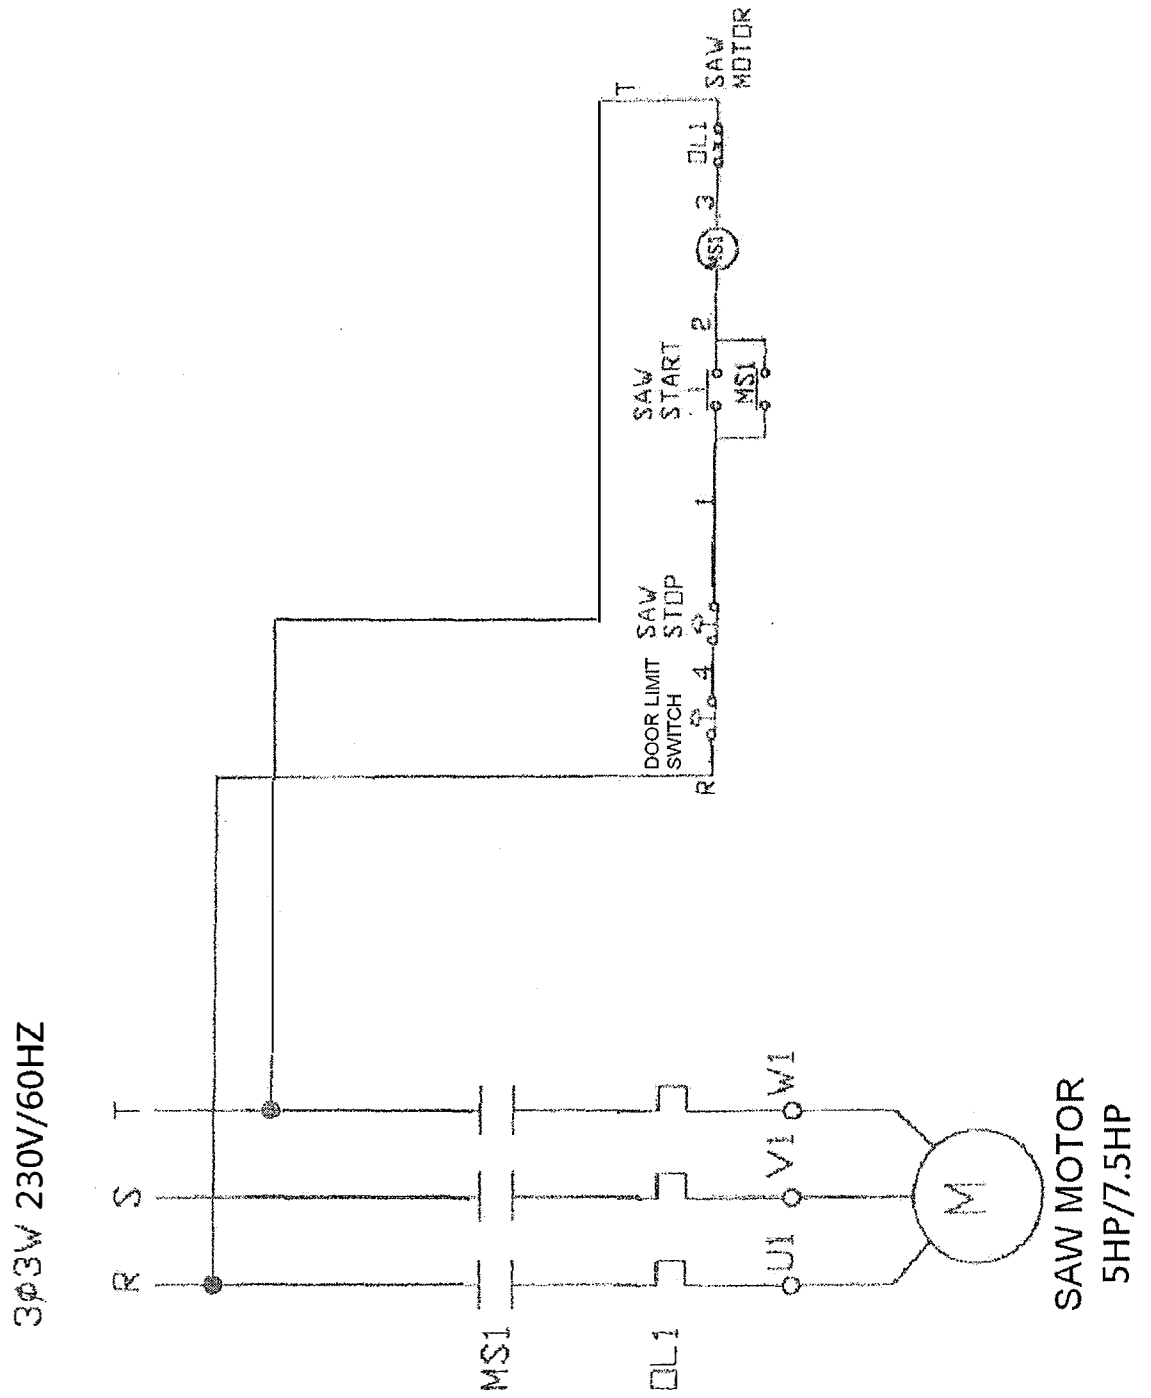 3ø3W 230V/60HZ
R
S
T
MS1
OL1
U1
V1
W1
M
SAW MOTOR
5HP/7.5HP
R
DOOR LIMIT
SWITCH
4
SAW
STOP
1
SAW
START
MS1
2
MS1
3
OL1
T
SAW
MOTOR